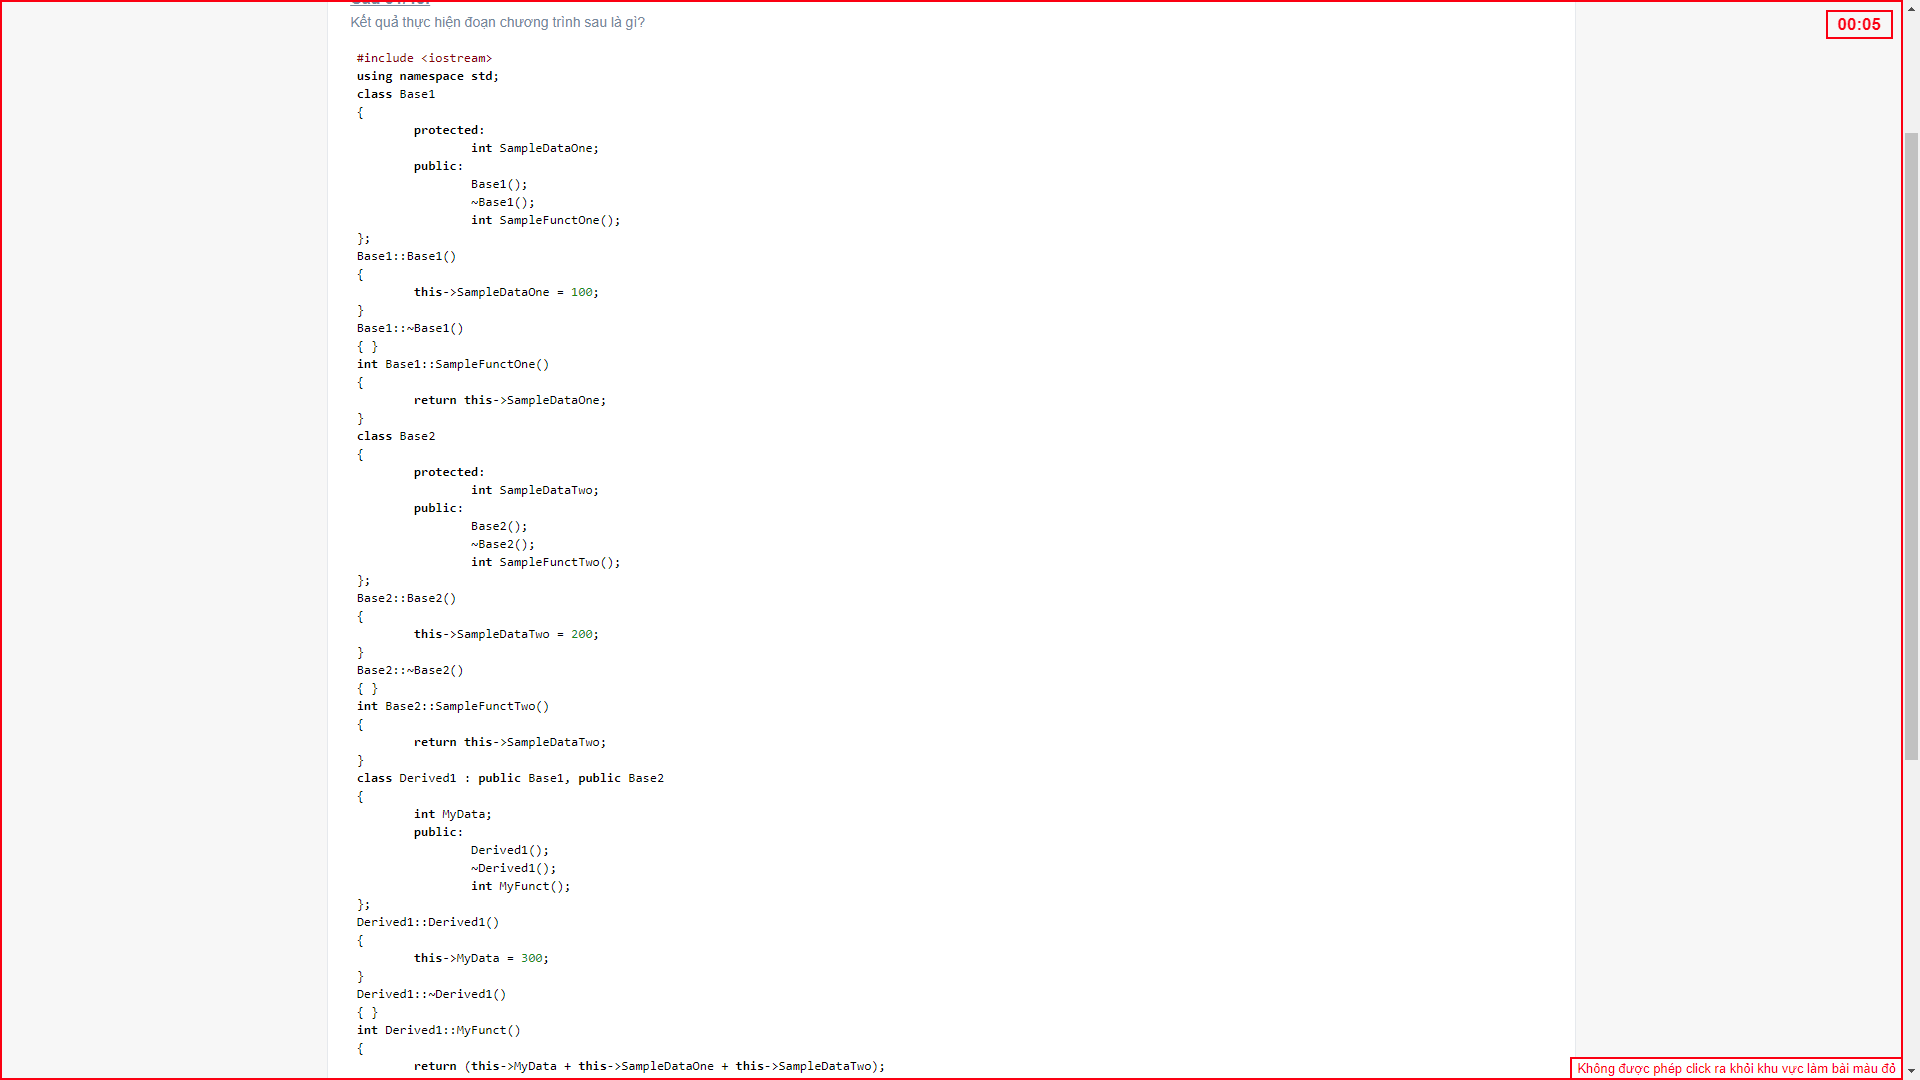 Kết quả thực hiện đoạn chương trình sau là gì?
00:05
#include <iostream>
using namespace std;
class Base1
{
protected:
int SampleDataOne;
public:
Base1();
~Base1();
int SampleFunctOne();
};
Base1::Base1()
{
this->SampleDataOne = 100;
}
Base1::~Base1()
{ }
int Base1::SampleFunctOne()
{
return this->SampleDataOne;
}
class Base2
{
protected:
int SampleDataTwo;
public:
Base2();
~Base2();
int SampleFunctTwo();
};
Base2::Base2()
{
this->SampleDataTwo = 200;
}
Base2::~Base2()
{ }
int Base2::SampleFunctTwo()
{
return this->SampleDataTwo;
}
class Derived1 : public Base1, public Base2
{
int MyData;
public:
Derived1();
~Derived1();
int MyFunct();
};
Derived1::Derived1()
{
this->MyData = 300;
}
Derived1::~Derived1()
{ }
int Derived1::MyFunct()
{
return (this->MyData + this->SampleDataOne + this->SampleDataTwo);
Không được phép click ra khỏi khu vực làm bài màu đỏ